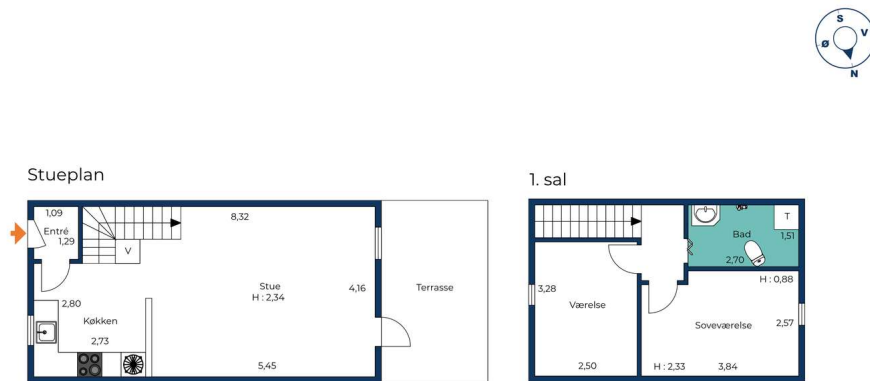 S
Ø V
N
Stueplan
1,09
Entré
1,29
8,32
V
Stue
H : 2,34
4,16
Terrasse
2,80
Køkken
2,73
5,45
1. sal
T
Bad
1,51
2,70
3,28
Værelse
2,50
H : 0,88
2,57
Soveværelse
H : 2,33
3,84